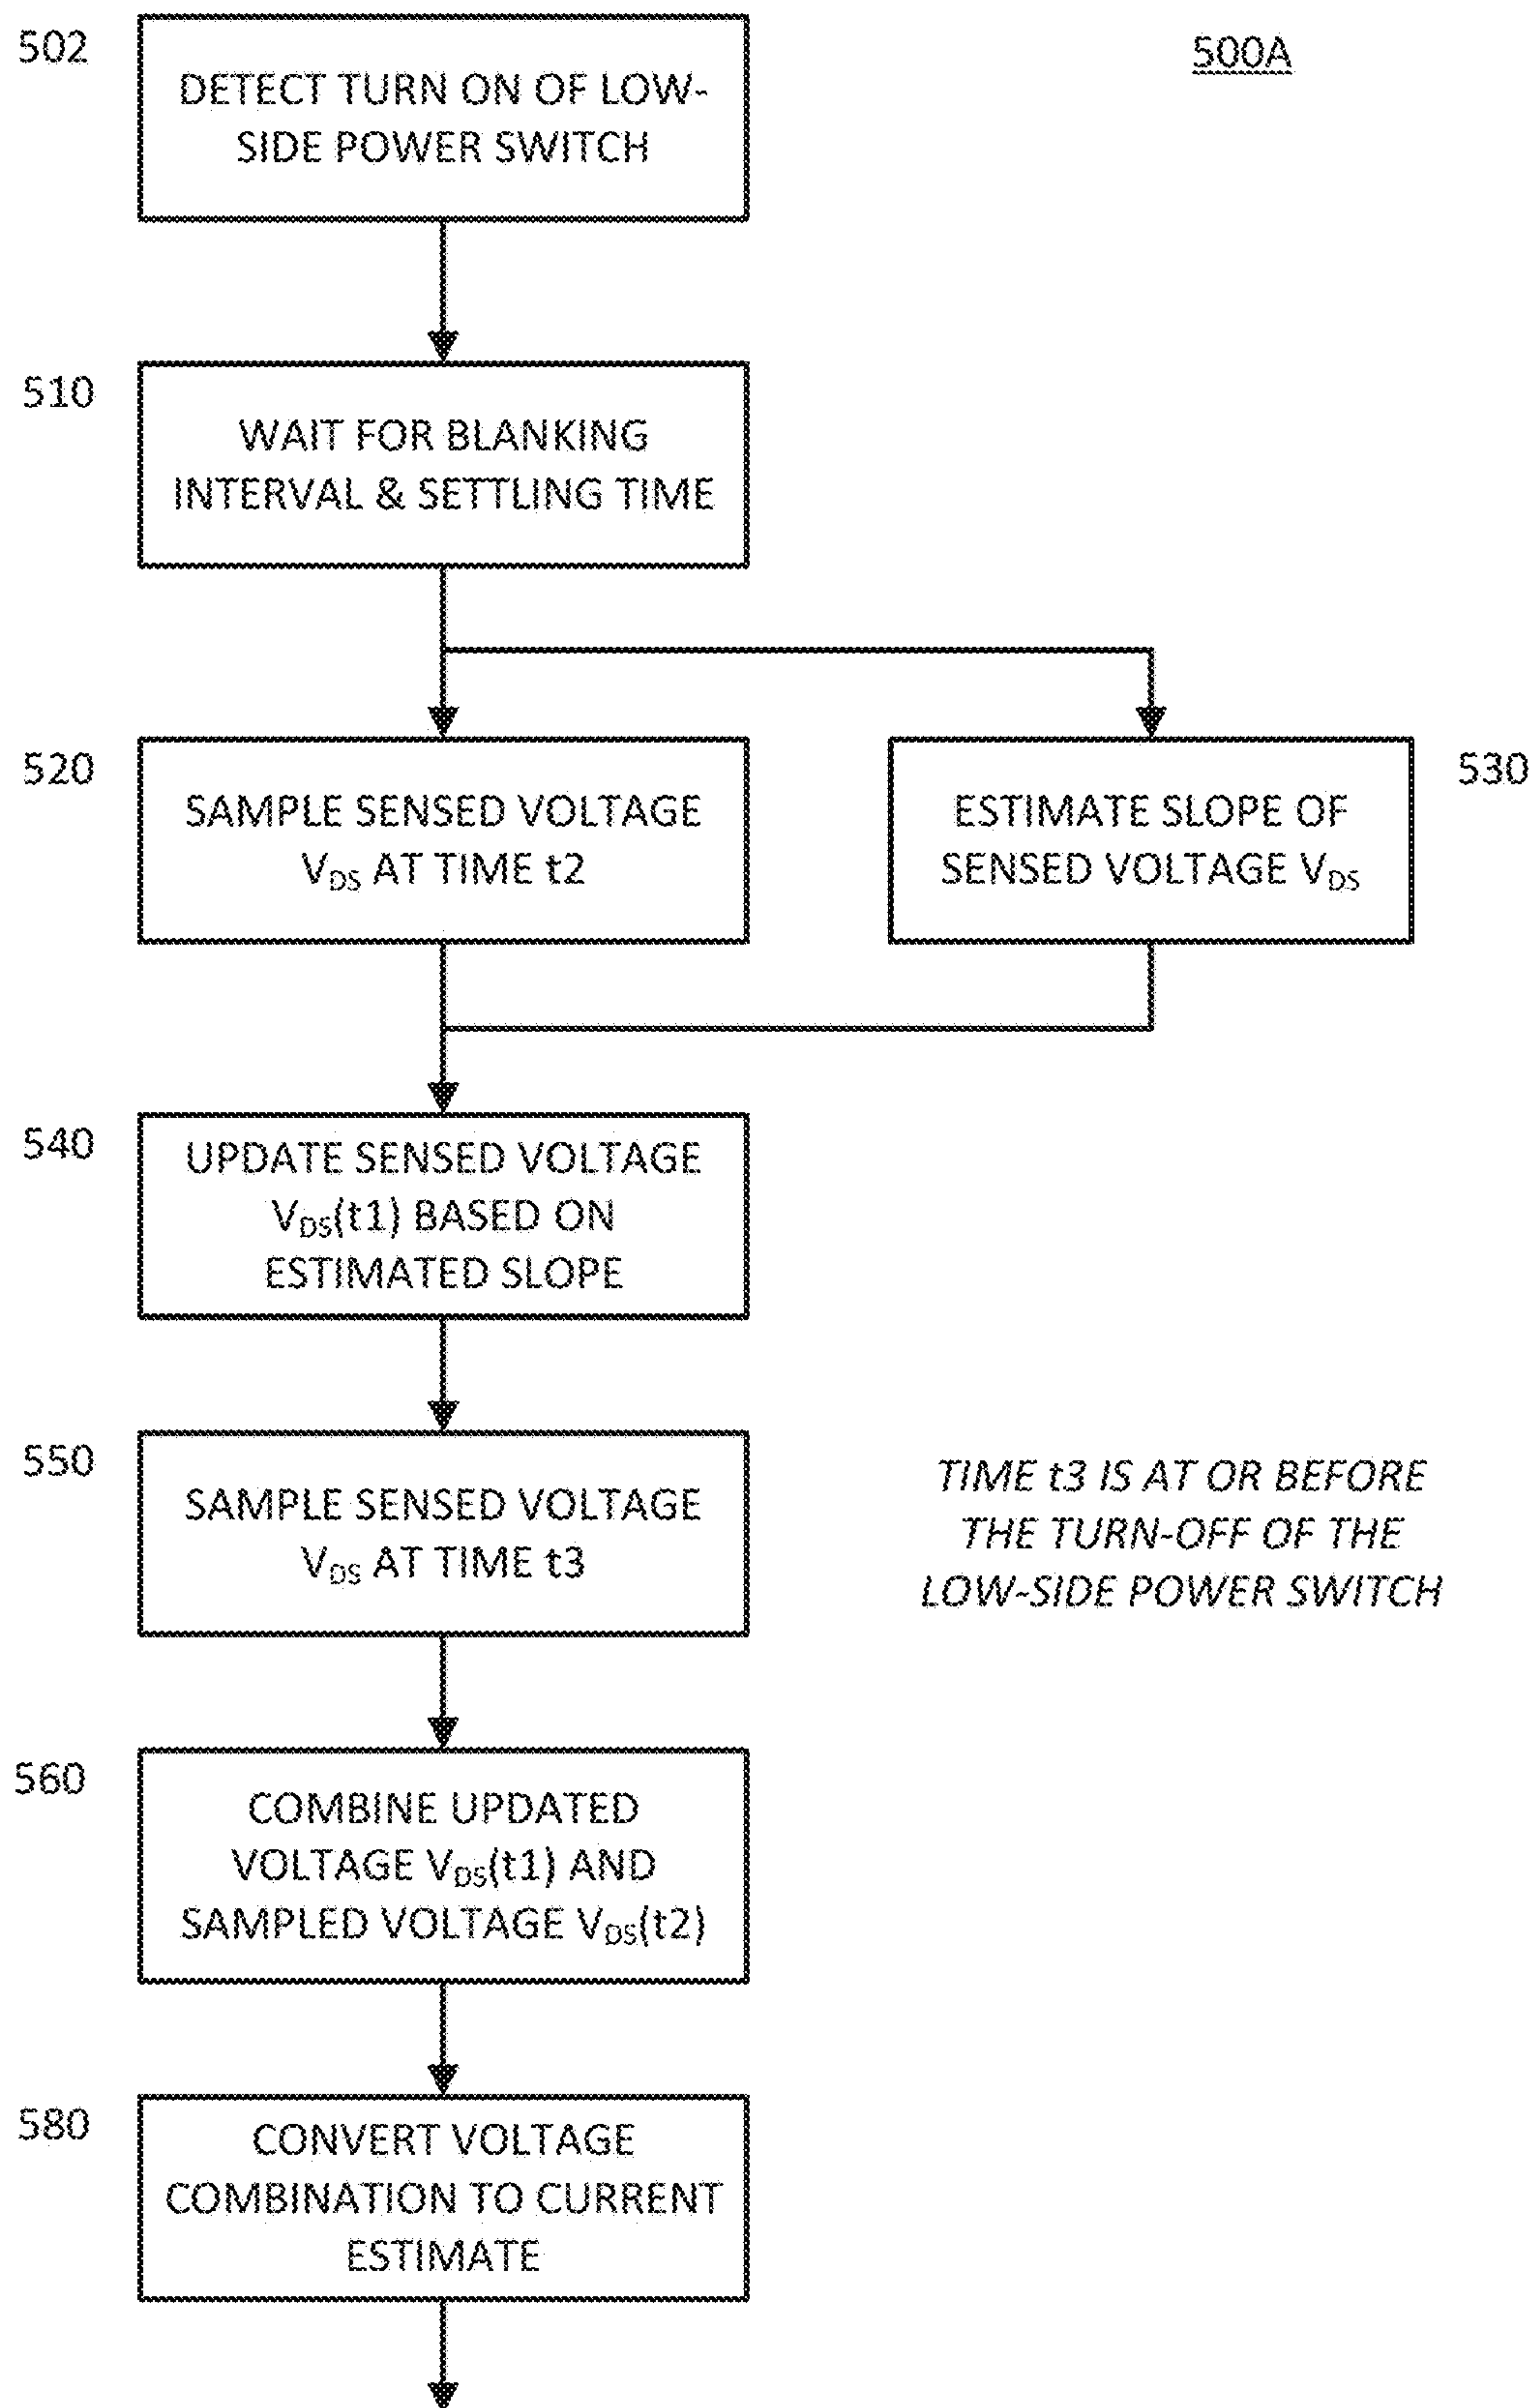 500A
502
DETECT TURN ON OF LOW-
SIDE POWER SWITCH
510
WAIT FOR BLANKING
INTERVAL & SETTLING TIME
520
SAMPLE SENSED VOLTAGE
VDS AT TIME t2
530
ESTIMATE SLOPE OF
SENSED VOLTAGE VDS
540
UPDATE SENSED VOLTAGE
VDS(t1) BASED ON
ESTIMATED SLOPE
550
SAMPLE SENSED VOLTAGE
VDS AT TIME t3
TIME t3 IS AT OR BEFORE
THE TURN-OFF OF THE
LOW-SIDE POWER SWITCH
560
COMBINE UPDATED
VOLTAGE VDS(t1) AND
SAMPLED VOLTAGE VDS(t2)
580
CONVERT VOLTAGE
COMBINATION TO CURRENT
ESTIMATE